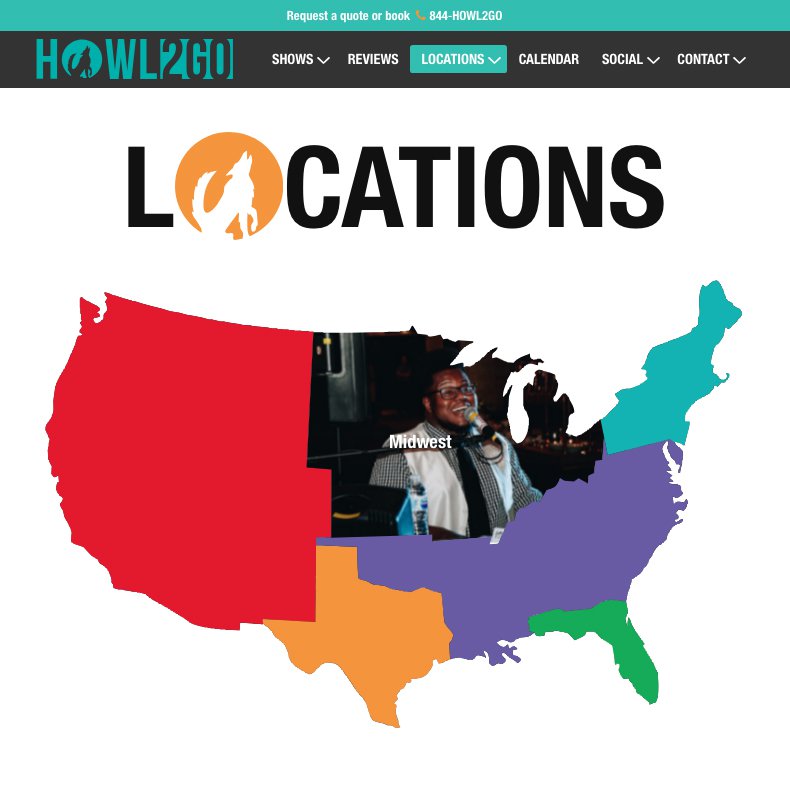 Request a quote or book 844-HOWL2GO
HOWL2GO SHOWS REVIEWS LOCATIONS CALENDAR SOCIAL CONTACT
LOCATIONS
Midwest